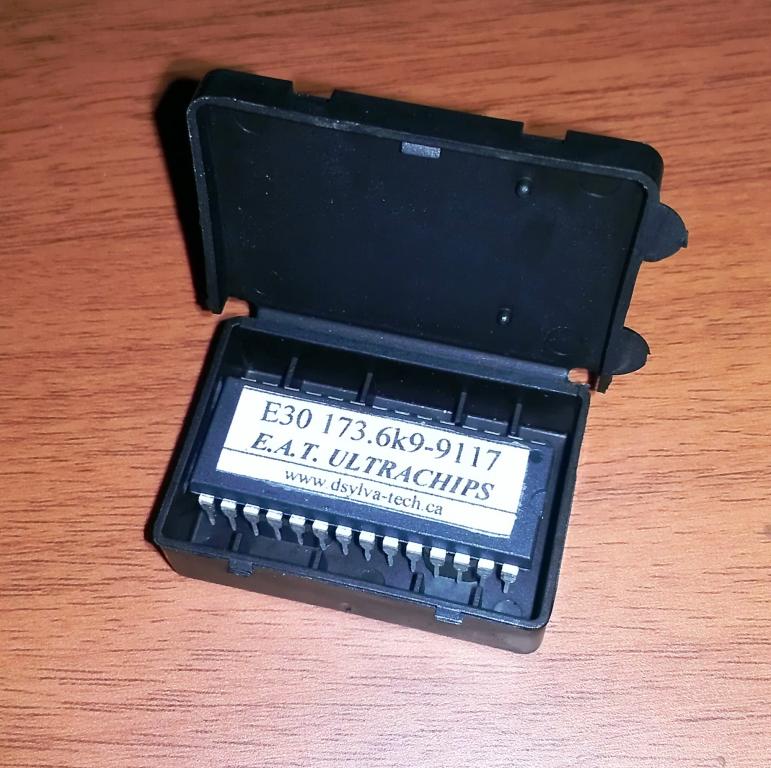 E30 173.6k9-9117
E.A.T. ULTRACHIPS
www.dsylva-tech.ca